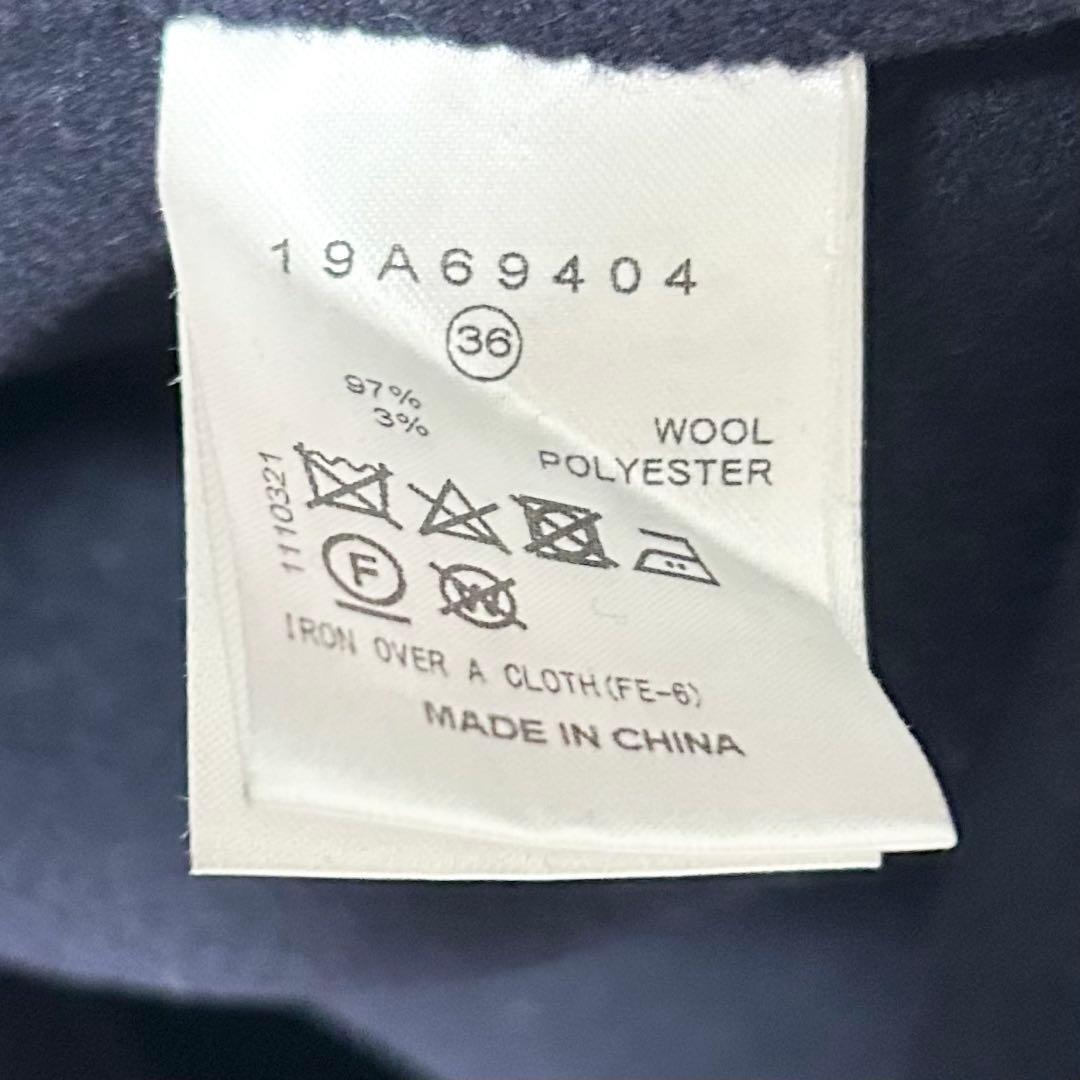 19A69404
36
97%
3%
WOOL
POLYESTER
1110321
F
W
IRON OVER A CLOTH(FE-6)
MADE IN CHINA